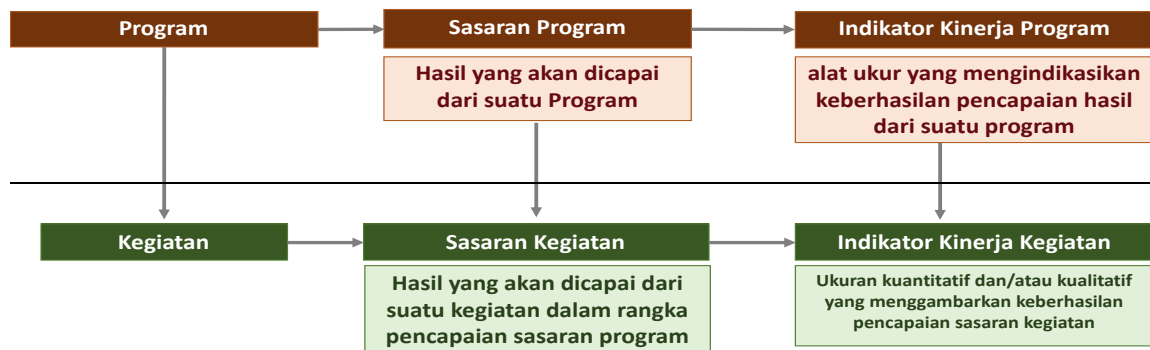 Program
Sasaran Program
Indikator Kinerja Program
Hasil yang akan dicapai
dari suatu Program
alat ukur yang mengindikasikan
keberhasilan pencapaian hasil
dari suatu program
Kegiatan
Sasaran Kegiatan
Indikator Kinerja Kegiatan
Hasil yang akan dicapai dari
suatu kegiatan dalam rangka
pencapaian sasaran program
Ukuran kuantitatif dan/atau kualitatif
yang menggambarkan keberhasilan
pencapaian sasaran kegiatan